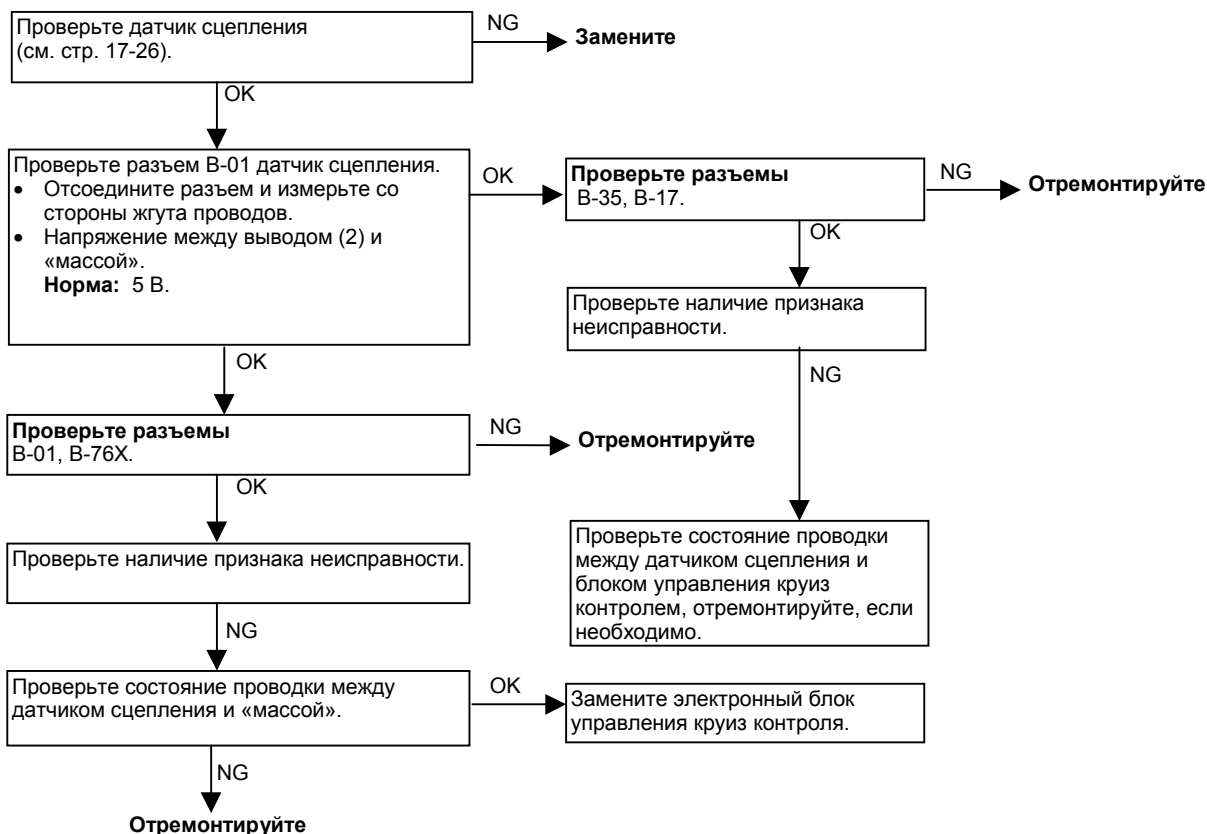 Проверьте датчик сцепления
(см. стр. 17-26).
NG
Замените
OK
Проверьте разъем B-01 датчик сцепления.
• Отсоедините разъем и измерьте со
стороны жгута проводов.
• Напряжение между выводом (2) и
«массой».
Норма: 5 В.
OK
Проверьте разъемы
B-35, B-17.
NG
Отремонтируйте
OK
Проверьте наличие признака
неисправности.
NG
Проверьте состояние проводки
между датчиком сцепления и
блоком управления круиз
контролем, отремонтируйте, если
необходимо.
OK
Проверьте разъемы
B-01, B-76X.
NG
Отремонтируйте
OK
Проверьте наличие признака неисправности.
NG
Проверьте состояние проводки между
датчиком сцепления и «массой».
OK
Замените электронный блок
управления круиз контроля.
NG
Отремонтируйте